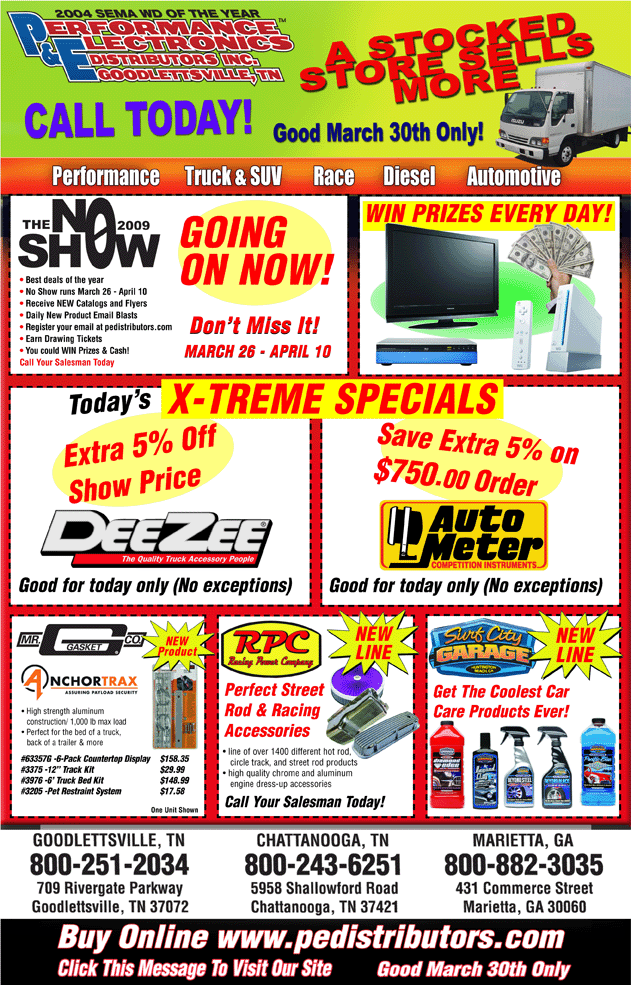 2004 SEMA WD OF THE YEAR
PERFORMANCE™
& ELECTRONICS
DISTRIBUTORS INC.
GOODLETTSVILLE, TN
A STOCKED
STORE SELLS
MORE
ISUZU
CALL TODAY!
Good March 30th Only!
Performance Truck & SUV Race Diesel Automotive
THE NO 2009
SHOW
• Best deals of the year
• No Show runs March 26 - April 10
• Receive NEW Catalogs and Flyers
• Daily New Product Email Blasts
• Register your email at pedistributors.com
• Earn Drawing Tickets
• You could WIN Prizes & Cash!
Call Your Salesman Today
GOING
ON NOW!
Don't Miss It!
MARCH 26 - APRIL 10
WIN PRIZES EVERY DAY!
Today's X-TREME SPECIALS
Extra 5% Off
Show Price
DEEZEE®
The Quality Truck Accessory People
Good for today only (No exceptions)
Save Extra 5% on
$750.00 Order
Auto
Meter
COMPETITION INSTRUMENTS
Good for today only (No exceptions)
MR. GASKET CO.
NEW
Product
ANCHORTRAX
ASSURING PAYLOAD SECURITY
• High strength aluminum
construction/ 1,000 lb max load
• Perfect for the bed of a truck,
back of a trailer & more
#63357G -6-Pack Countertop Display $158.35
#3375 -12" Track Kit $29.99
#3976 -6' Truck Bed Kit $148.99
#3205 -Pet Restraint System $17.58
One Unit Shown
RPC
Racing Power Company
NEW
LINE
Perfect Street
Rod & Racing
Accessories
• line of over 1400 different hot rod,
circle track, and street rod products
• high quality chrome and aluminum
engine dress-up accessories
Call Your Salesman Today!
Surf City
GARAGE
HUNTINGTON
BEACH, CA
NEW
LINE
Get The Coolest Car
Care Products Ever!
GOODLETTSVILLE, TN
800-251-2034
709 Rivergate Parkway
Goodlettsville, TN 37072
CHATTANOOGA, TN
800-243-6251
5958 Shallowford Road
Chattanooga, TN 37421
MARIETTA, GA
800-882-3035
431 Commerce Street
Marietta, GA 30060
Buy Online www.pedistributors.com
Click This Message To Visit Our Site Good March 30th Only